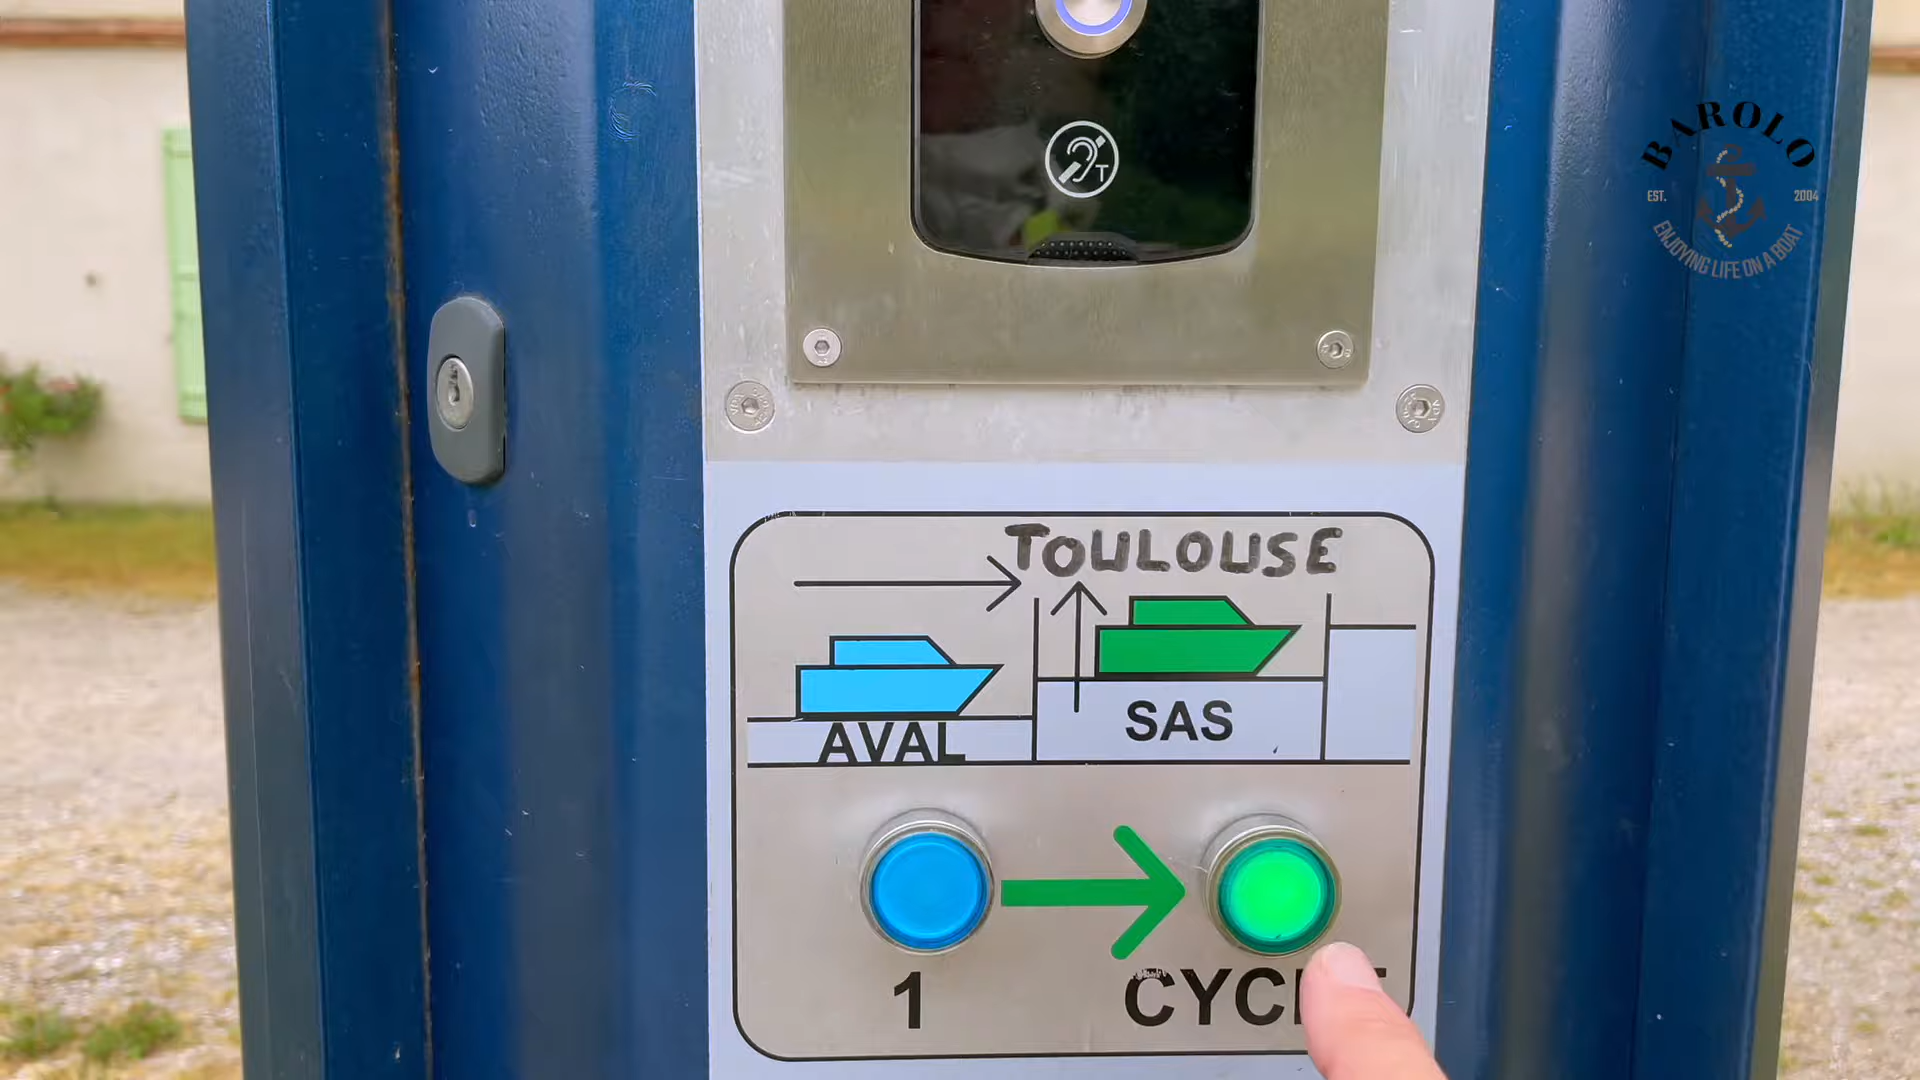 BAROLO
EST. 2004
ENJOYING LIFE ON A BOAT
T
TOULOUSE
AVAL
SAS
1